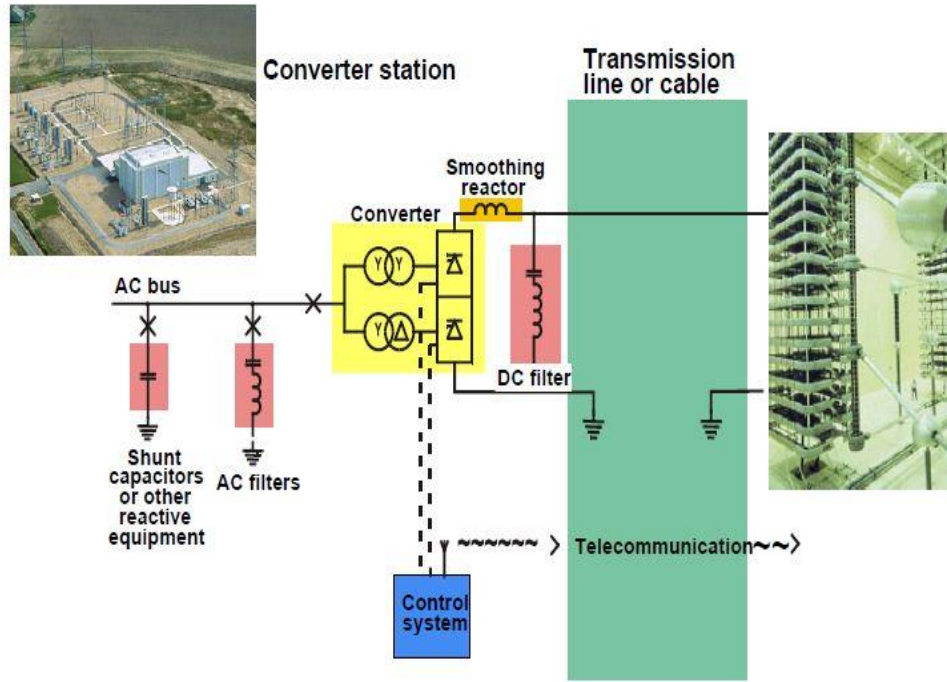 Converter station
Transmission
line or cable
Smoothing
reactor
Converter
Y Y
AC bus
Y Δ
DC filter
Shunt
capacitors
or other
reactive
equipment
AC filters
Telecommunication
Control
system